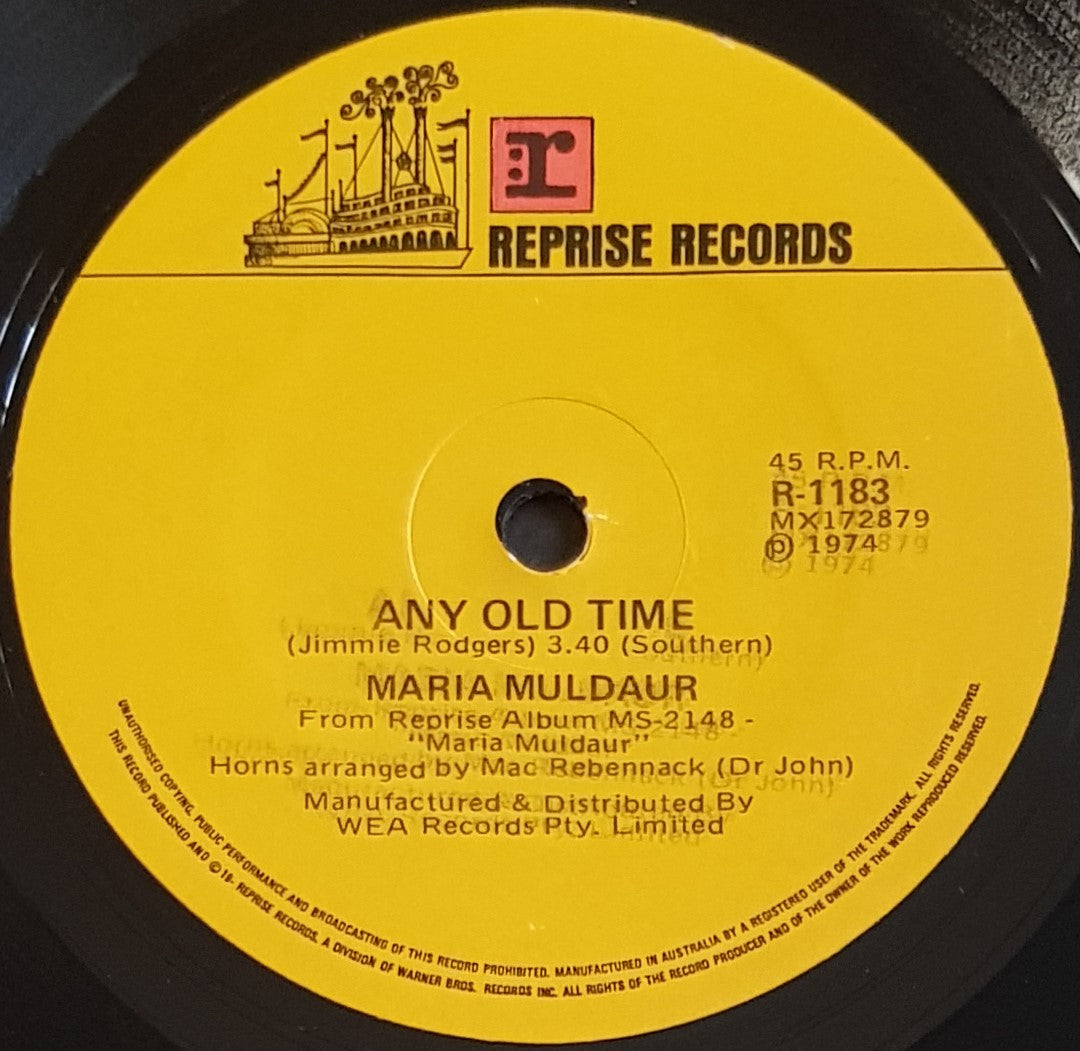 r
REPRISE RECORDS
45 R.P.M.
R-1183
MX172879
℗ 1974
ANY OLD TIME
(Jimmie Rodgers) 3.40 (Southern)
MARIA MULDAUR
From Reprise Album MS-2148 -
"Maria Muldaur"
Horns arranged by Mac Rebennack (Dr John)
Manufactured & Distributed By
WEA Records Pty. Limited
UNAUTHORISED COPYING, PUBLIC PERFORMANCE AND BROADCASTING OF THIS RECORD PROHIBITED. MANUFACTURED IN AUSTRALIA BY A REGISTERED USER OF THE TRADEMARK. ALL RIGHTS RESERVED.
THIS RECORD PUBLISHED AND ©19- REPRISE RECORDS, A DIVISION OF WARNER BROS. RECORDS INC. ALL RIGHTS OF THE RECORD PRODUCER AND OF THE OWNER OF THE WORK REPRODUCED RESERVED.